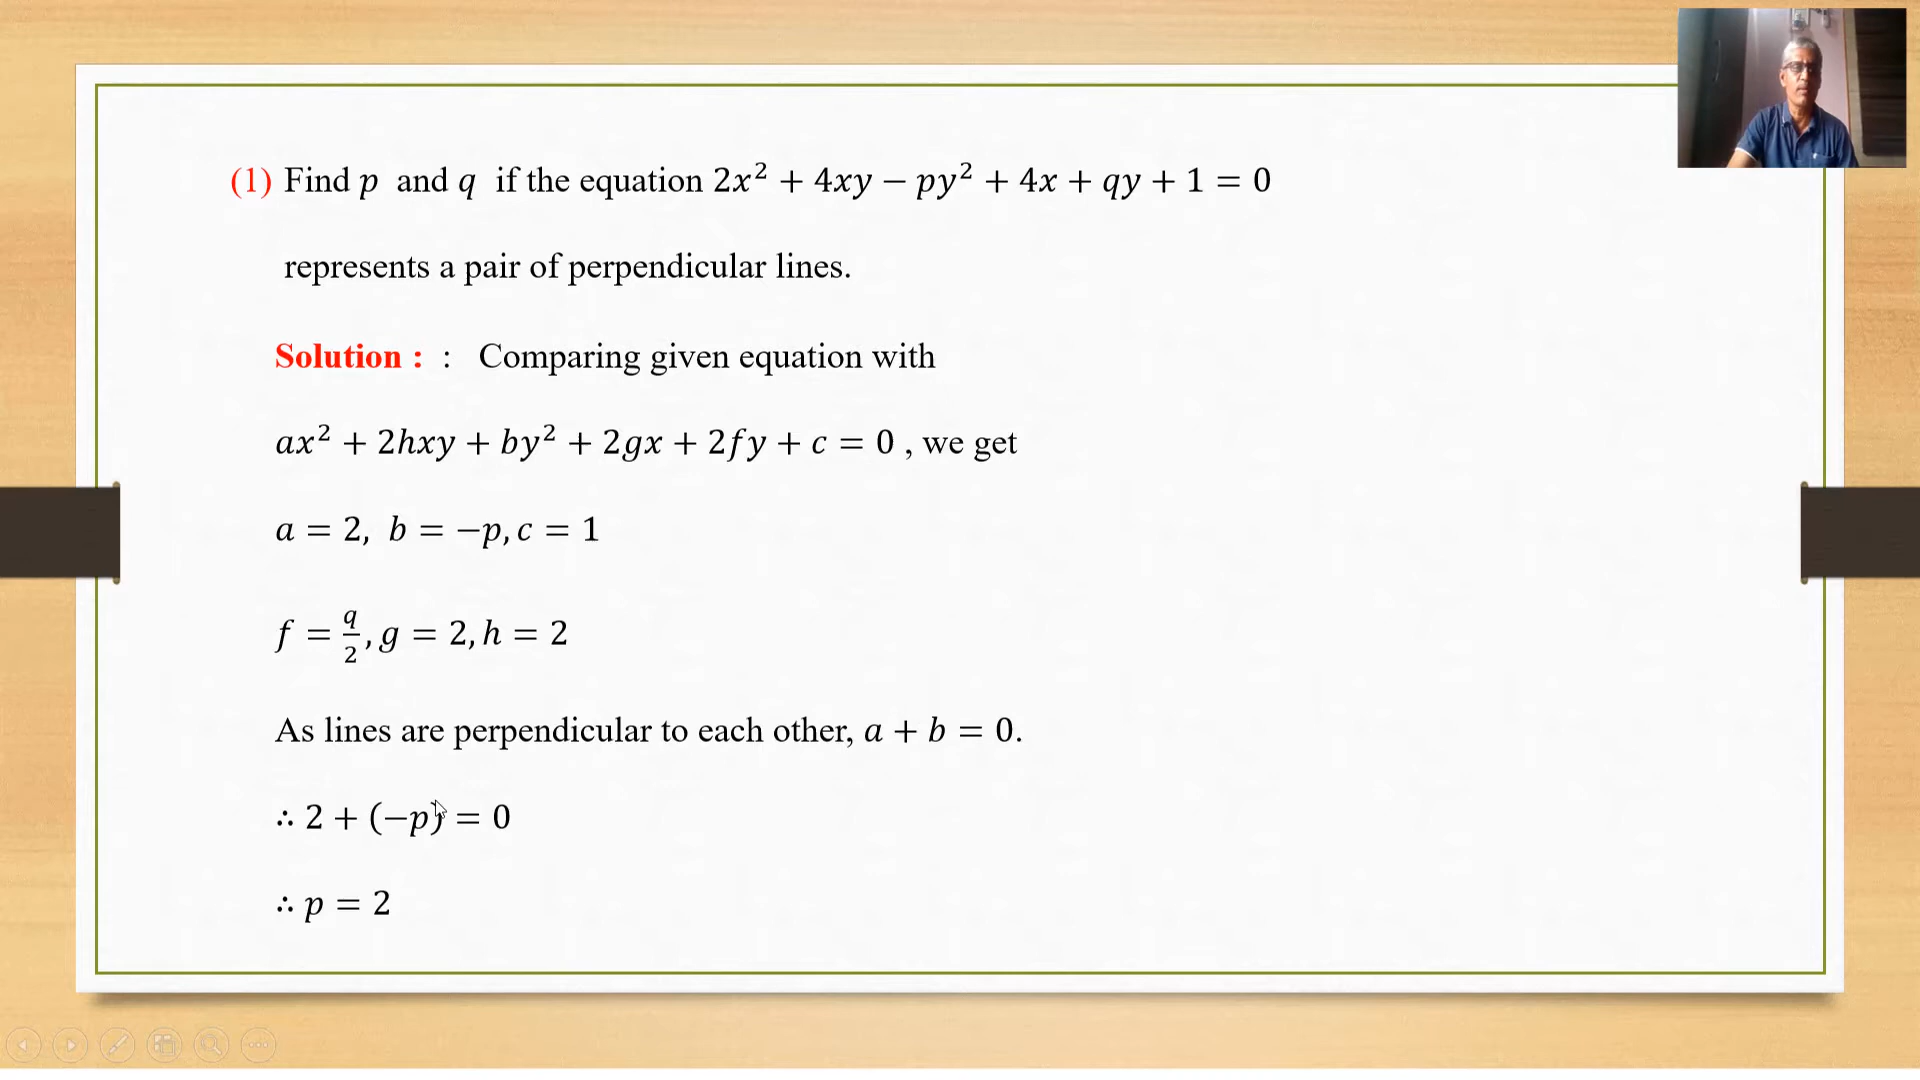 (1) Find p and q if the equation 2x² + 4xy − py² + 4x + qy + 1 = 0
represents a pair of perpendicular lines.
Solution : : Comparing given equation with
ax² + 2hxy + by² + 2gx + 2fy + c = 0 , we get
a = 2, b = −p, c = 1
f = q/2, g = 2, h = 2
As lines are perpendicular to each other, a + b = 0.
∴ 2 + (−p) = 0
∴ p = 2